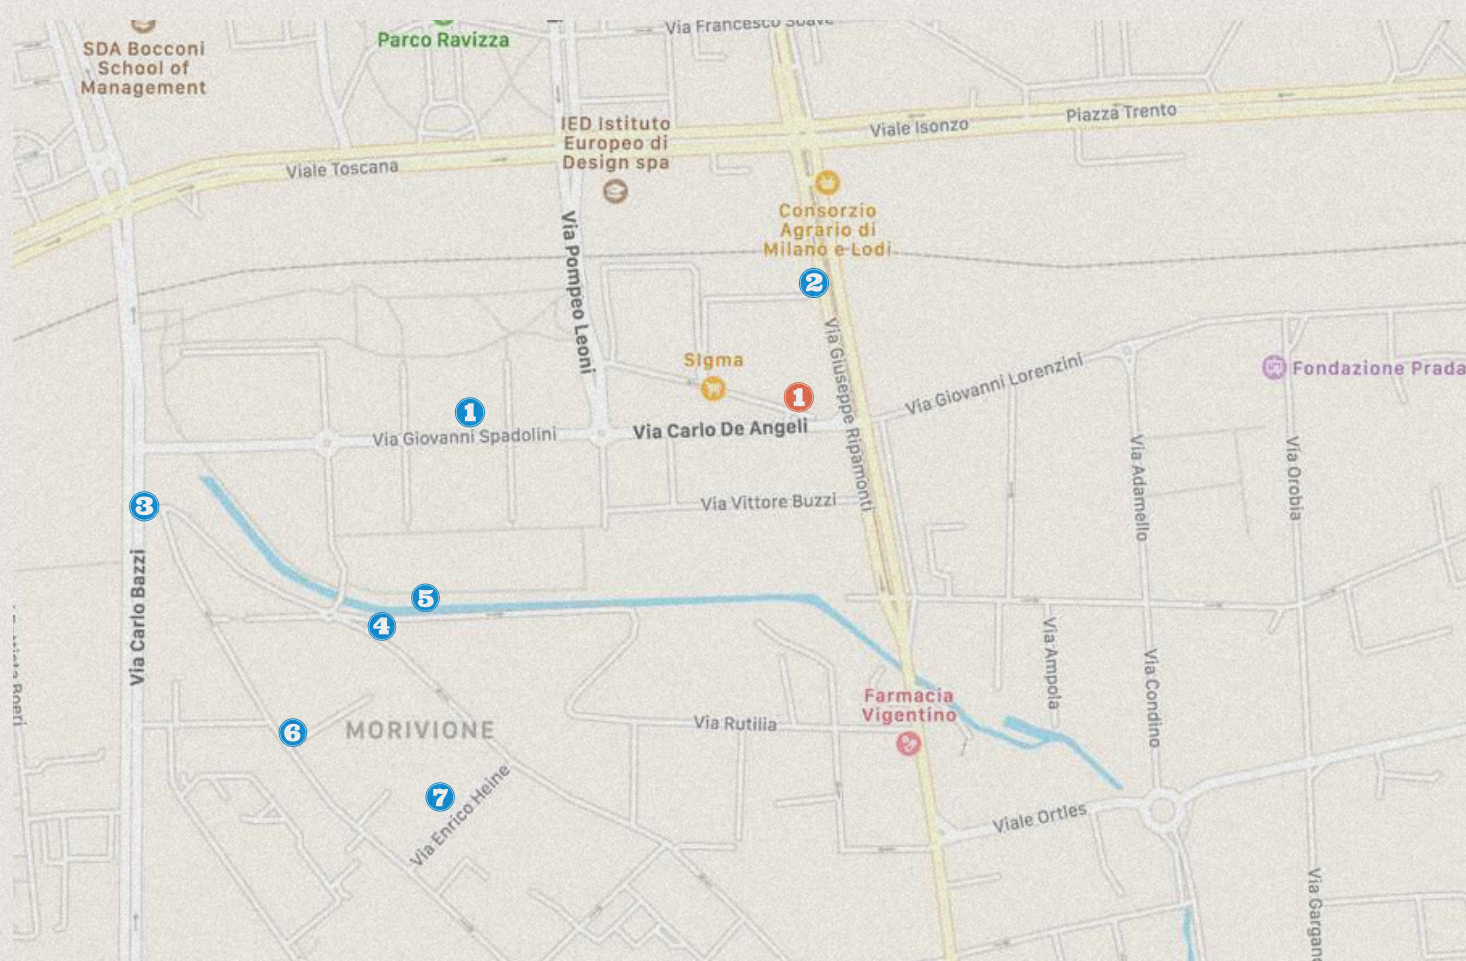 Via Francesco Soave
SDA Bocconi
School of
Management
Parco Ravizza
Viale Isonzo
Piazza Trento
IED Istituto
Europeo di
Design spa
Viale Toscana
Consorzio
Agrario di
Milano e Lodi
Via Pompeo Leoni
2
Via Giuseppe Ripamonti
SIgma
Via Giovanni Lorenzini
Fondazione Prada
1
1
Via Giovanni Spadolini
Via Carlo De Angeli
Via Adamello
Via Orobia
3
Via Vittore Buzzi
Via Carlo Bazzi
5
4
Via Ampola
Via Condino
Farmacia
Vigentino
6
MORIVIONE
Via Rutilia
7
Via Enrico Heine
Viale Ortles
Via Gargano